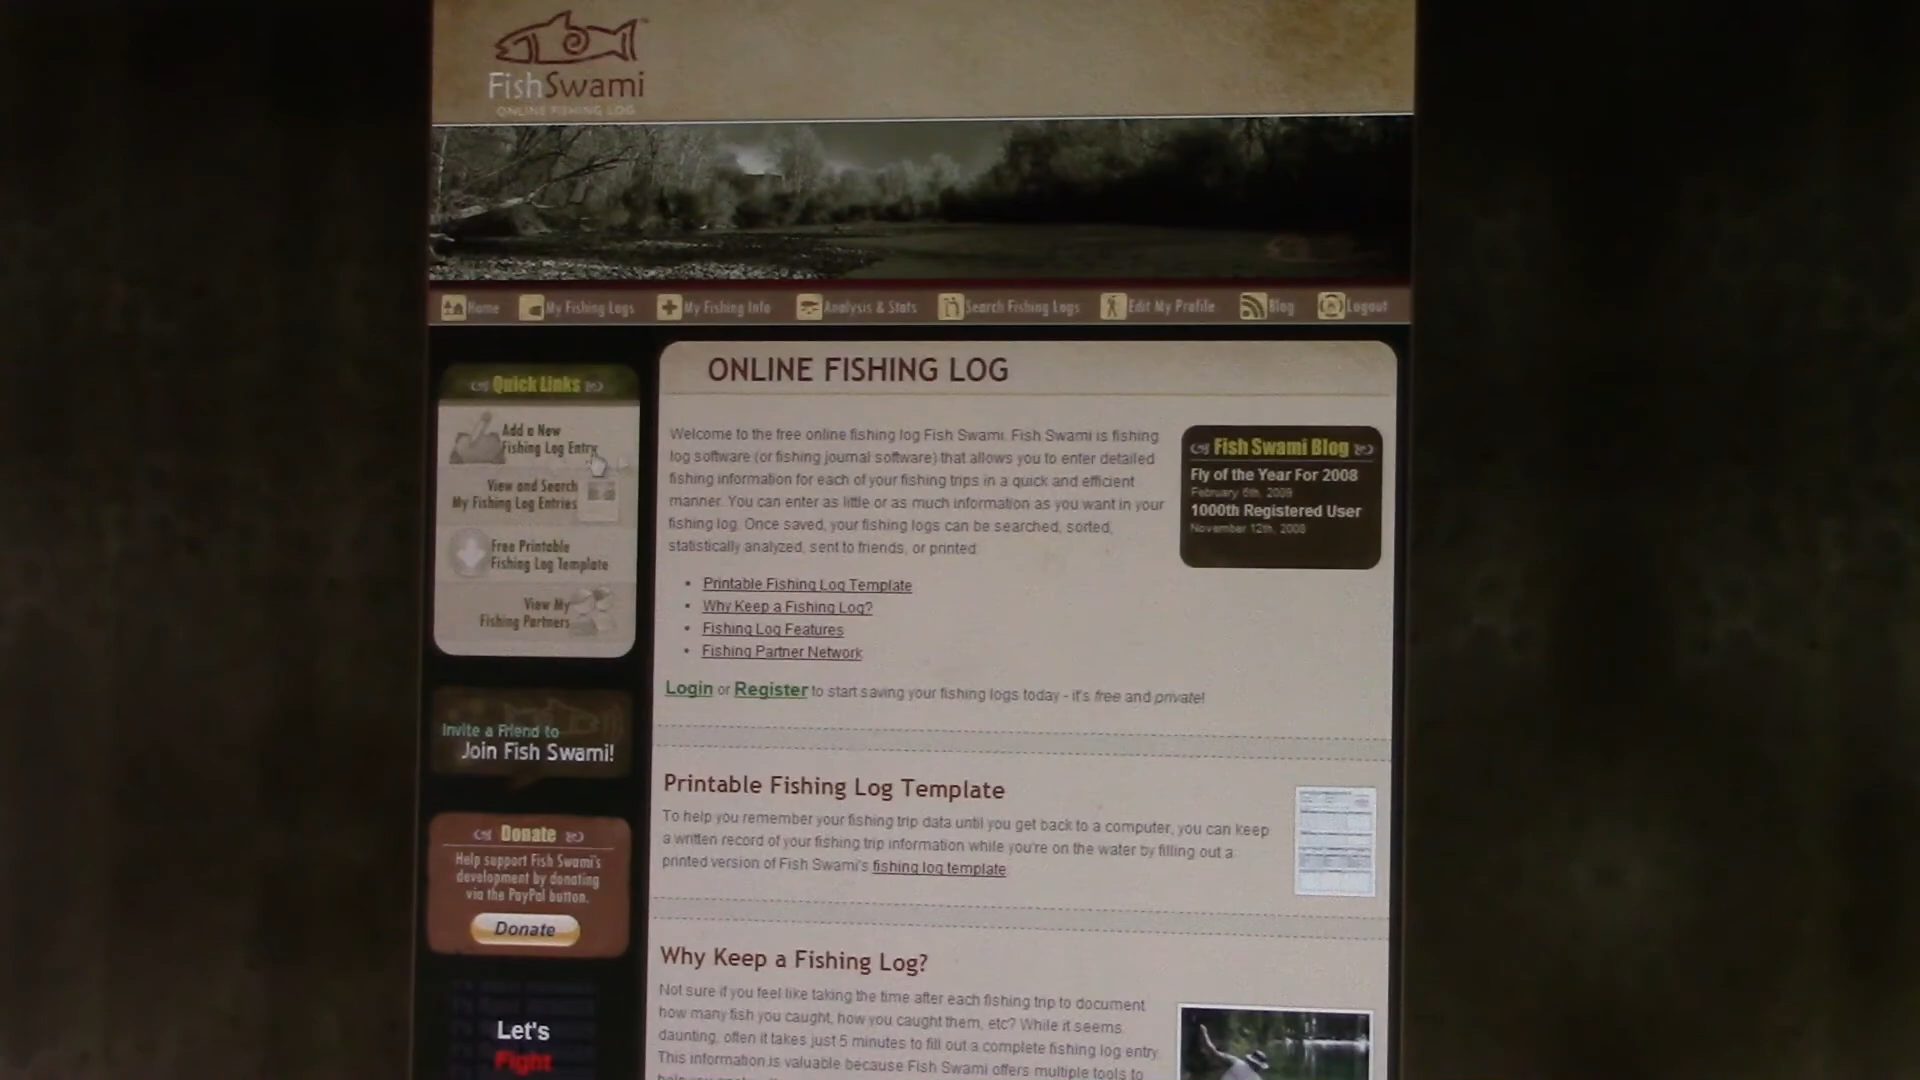 FishSwami
ONLINE FISHING LOG
Home
My Fishing Logs
My Fishing Info
Analysis & Stats
Search Fishing Logs
Edit My Profile
Blog
Logout
Quick Links
Add a New
Fishing Log Entry
View and Search
My Fishing Log Entries
Free Printable
Fishing Log Template
View My
Fishing Partners
Invite a Friend to
Join Fish Swami!
Donate
Help support Fish Swami's
development by donating
via the PayPal button.
Donate
Let's
Fight
ONLINE FISHING LOG
Welcome to the free online fishing log Fish Swami. Fish Swami is fishing
log software (or fishing journal software) that allows you to enter detailed
fishing information for each of your fishing trips in a quick and efficient
manner. You can enter as little or as much information as you want in your
fishing log. Once saved, your fishing logs can be searched, sorted,
statistically analyzed, sent to friends, or printed.
Fish Swami Blog
Fly of the Year For 2008
February 6th, 2009
1000th Registered User
November 12th, 2008
• Printable Fishing Log Template
• Why Keep a Fishing Log?
• Fishing Log Features
• Fishing Partner Network
Login or Register to start saving your fishing logs today - it's free and private!
Printable Fishing Log Template
To help you remember your fishing trip data until you get back to a computer, you can keep
a written record of your fishing trip information while you're on the water by filling out a
printed version of Fish Swami's fishing log template
Why Keep a Fishing Log?
Not sure if you feel like taking the time after each fishing trip to document
how many fish you caught, how you caught them, etc? While it seems
daunting, often it takes just 5 minutes to fill out a complete fishing log entry.
This information is valuable because Fish Swami offers multiple tools to